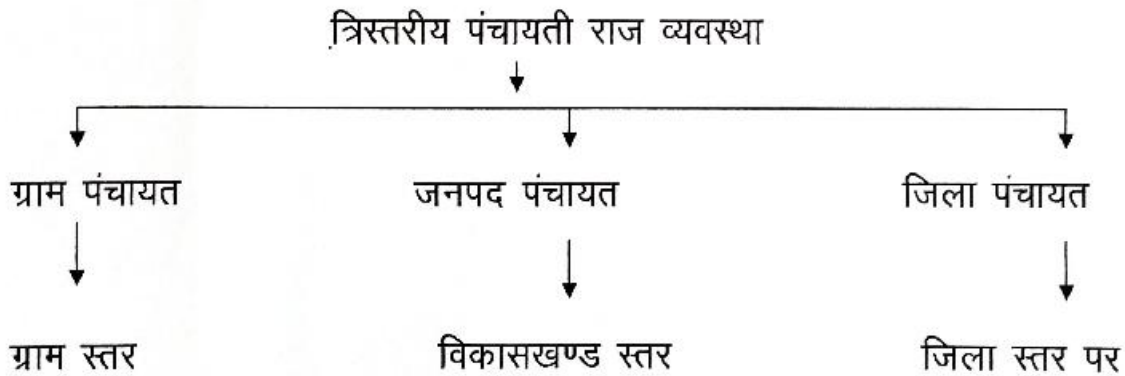 त्रिस्तरीय पंचायती राज व्यवस्था
ग्राम पंचायत जनपद पंचायत जिला पंचायत
ग्राम स्तर विकासखण्ड स्तर जिला स्तर पर